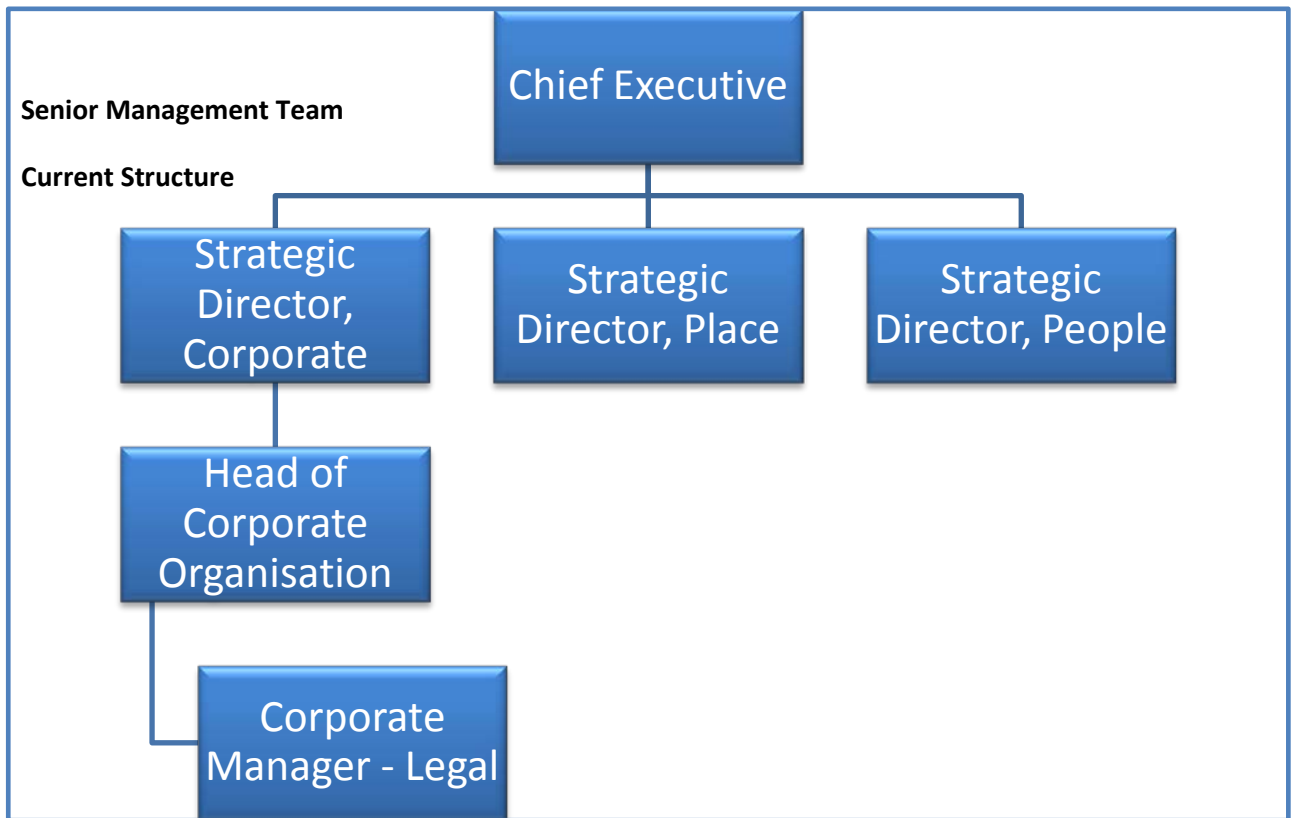 Chief Executive
Senior Management Team
Current Structure
Strategic
Director,
Corporate
Strategic
Director, Place
Strategic
Director, People
Head of
Corporate
Organisation
Corporate
Manager - Legal